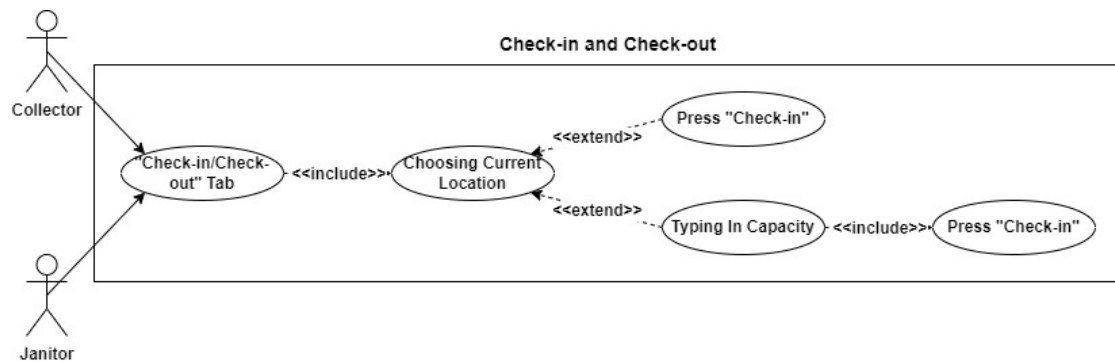 Check-in and Check-out
Collector
Press "Check-in"
<<extend>>
"Check-in/Check-
out" Tab
<<include>>
Choosing Current
Location
<<extend>>
Typing In Capacity
<<include>>
Press "Check-in"
Janitor